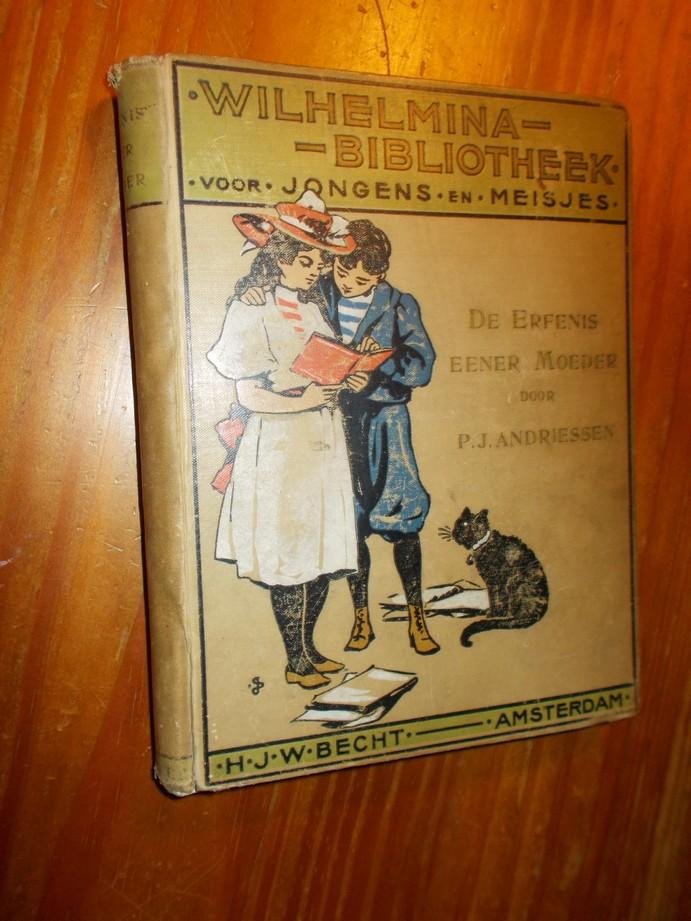 ·WILHELMINA—
—BIBLIOTHEEK·
·VOOR·JONGENS·EN·MEISJES·
DE ERFENIS
EENER MOEDER
DOOR
P.J.ANDRIESSEN
·H·J·W·BECHT·—·AMSTERDAM·